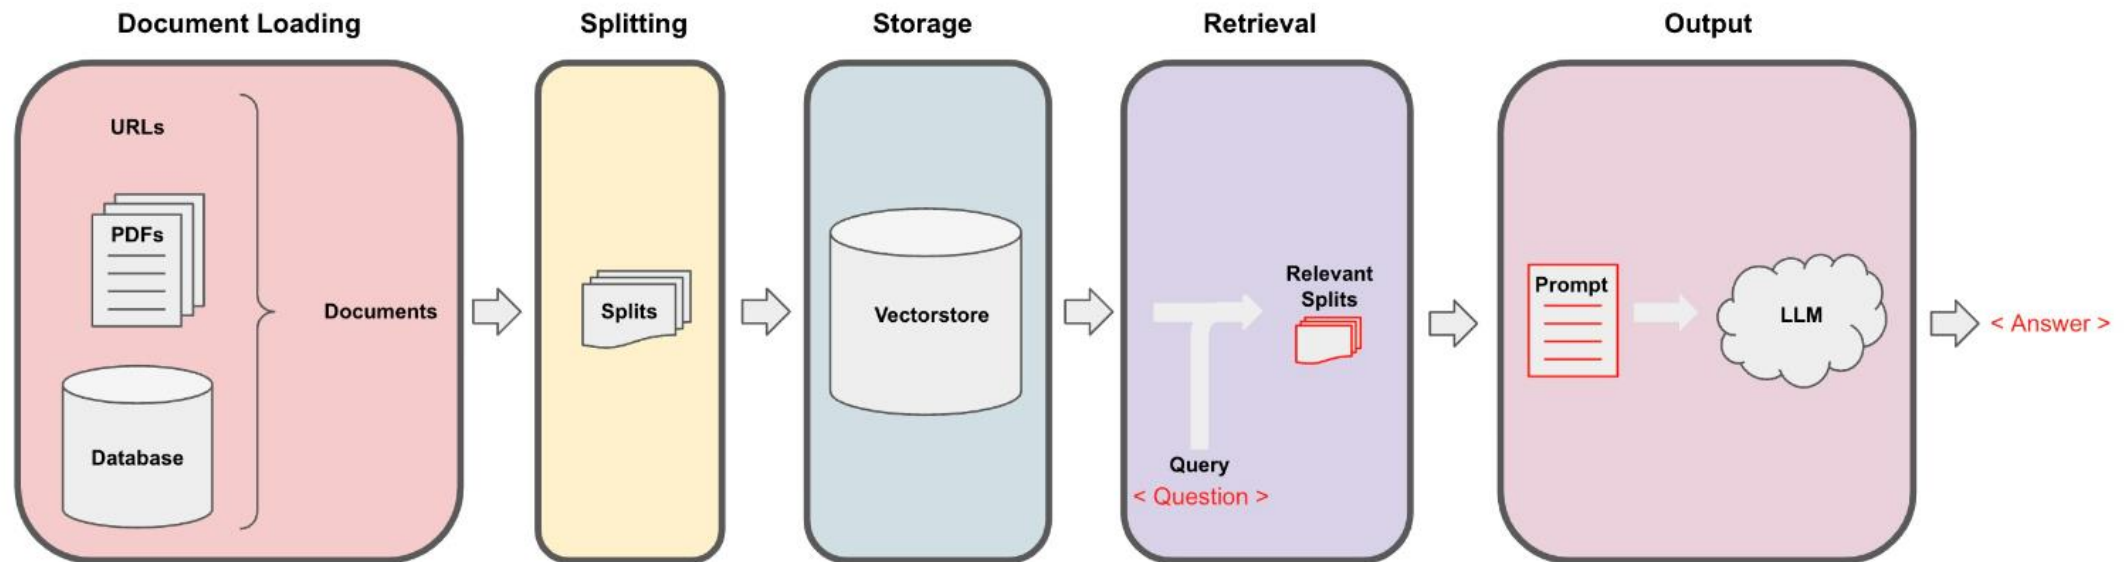 Document Loading
Splitting
Storage
Retrieval
Output
URLs
PDFs
Documents
Database
Splits
Vectorstore
Relevant
Splits
Query
< Question >
Prompt
LLM
< Answer >